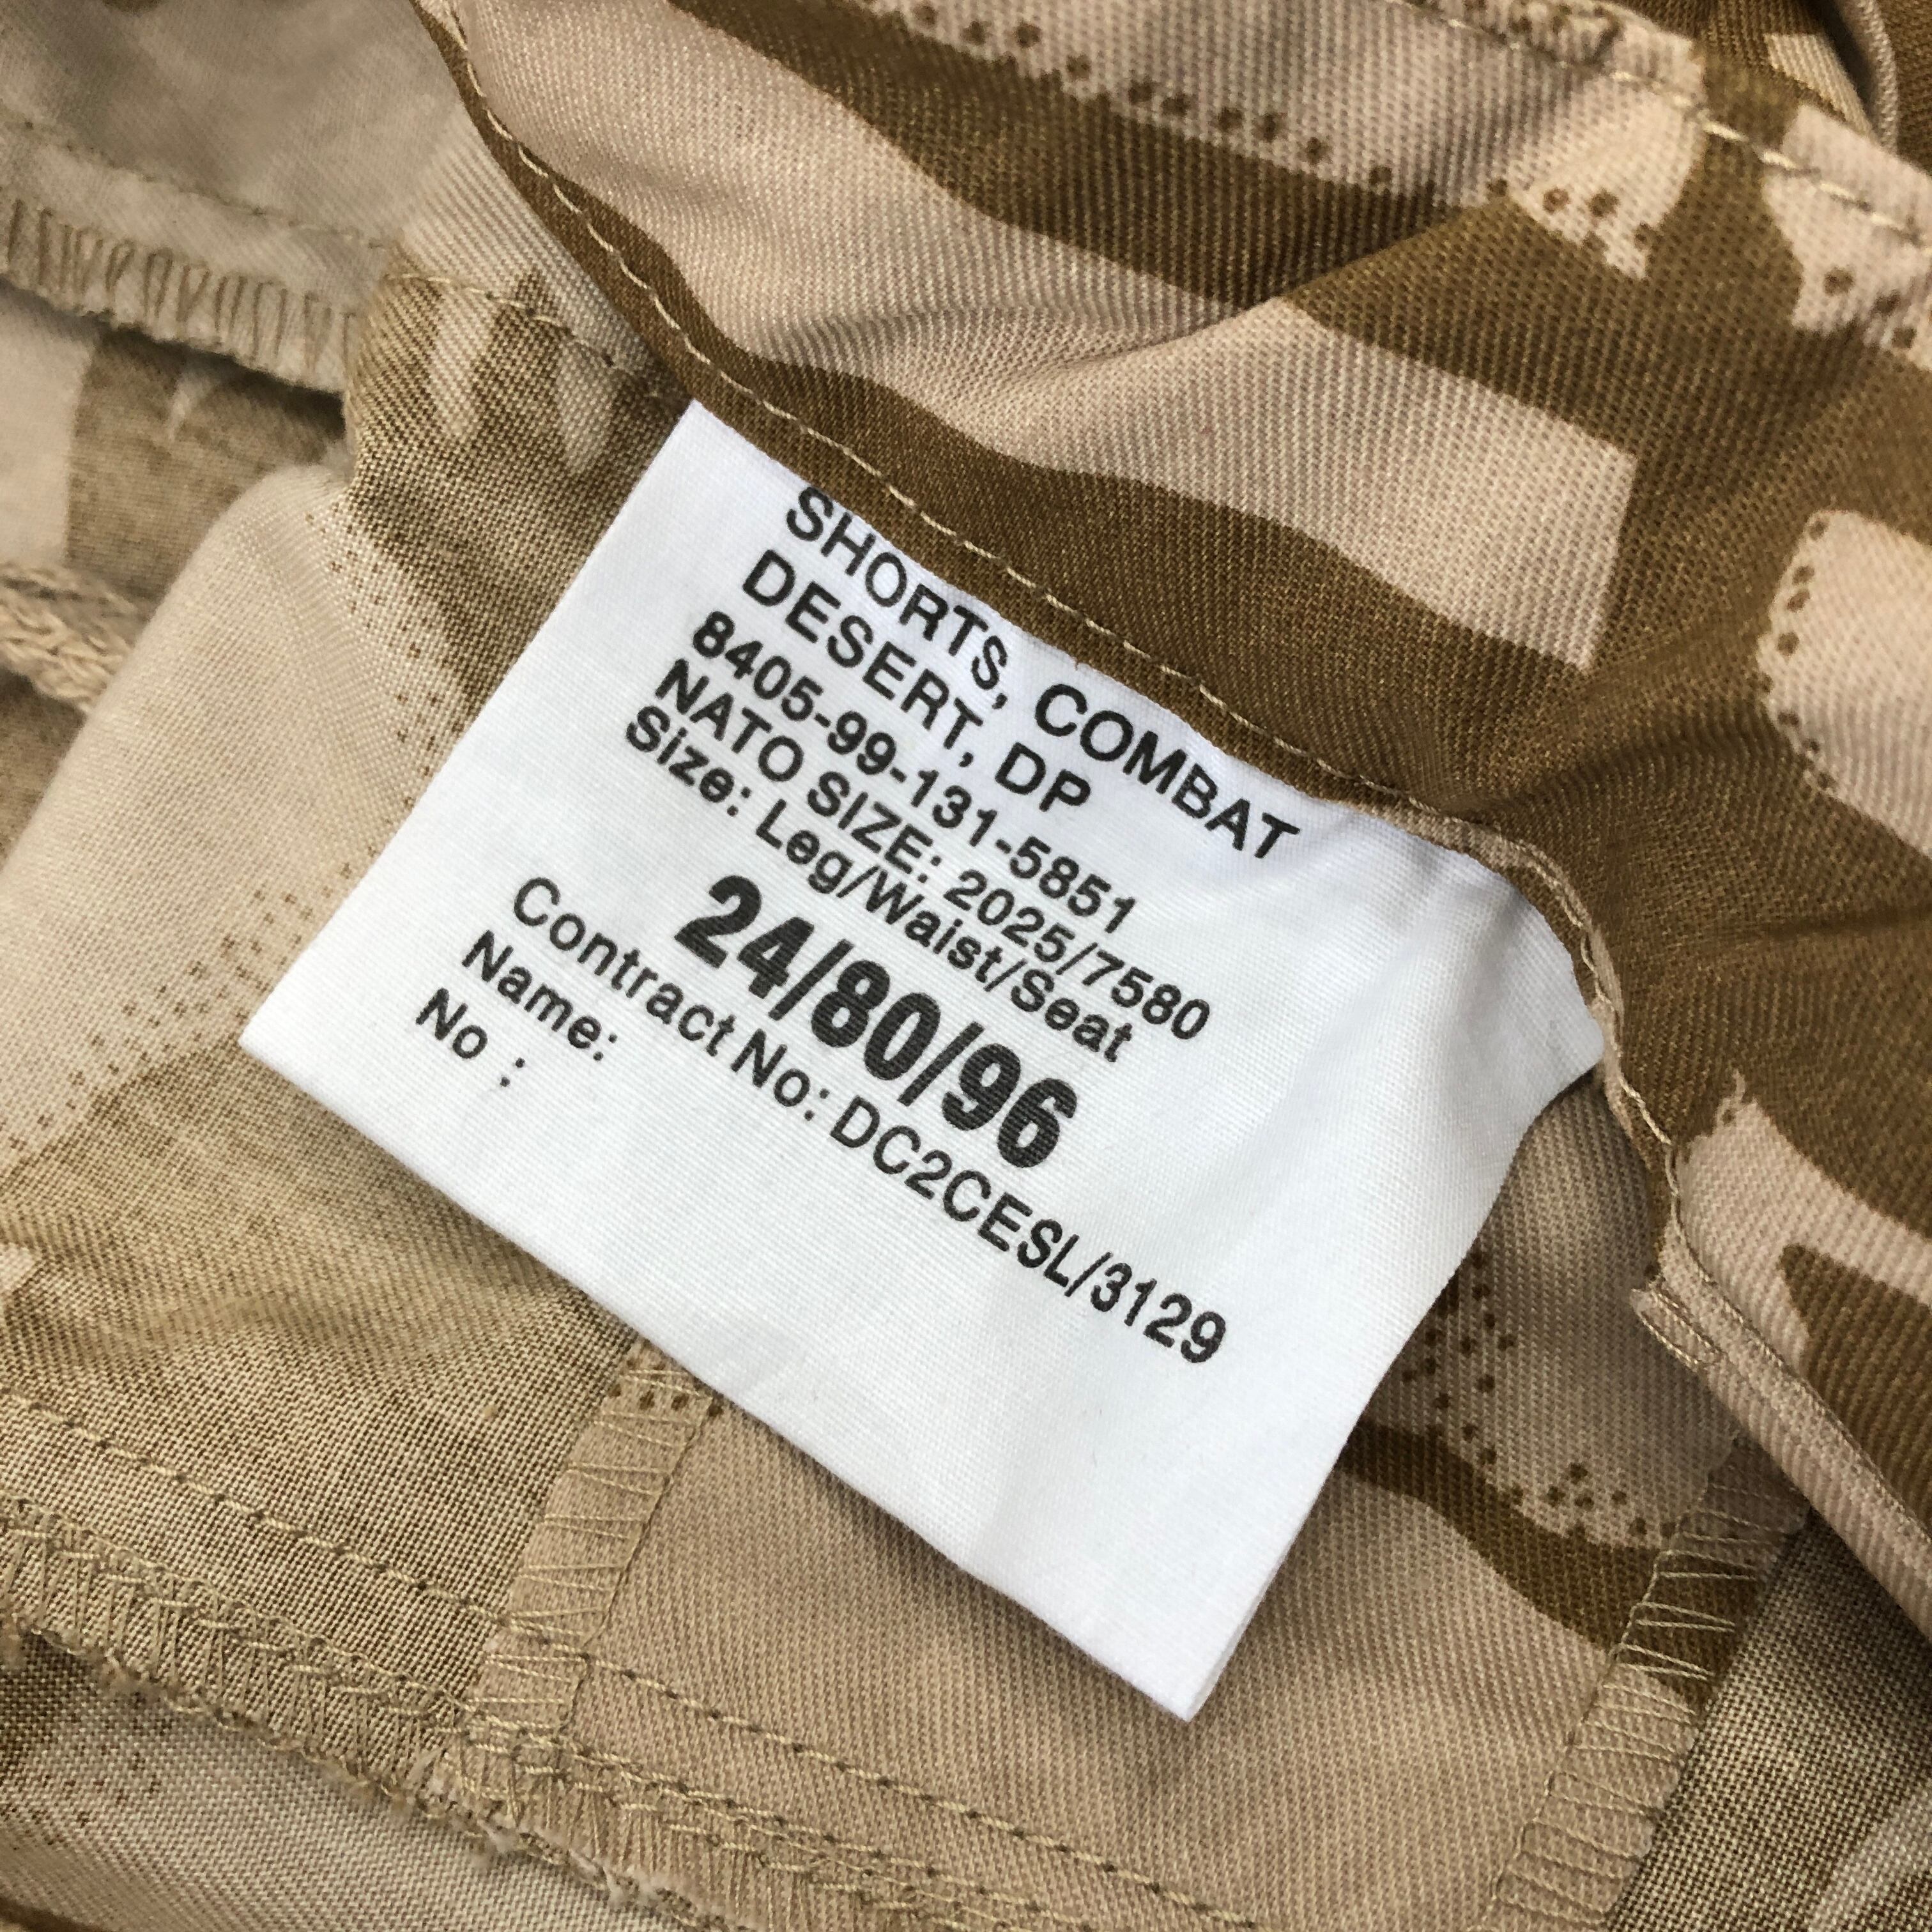 SHORTS, COMBAT
DESERT, DP
8405-99-131-5851
NATO SIZE: 2025/7580
Size: Leg/Waist/Seat
24/80/96
Contract No: DC2CESL/3129
Name:
No :